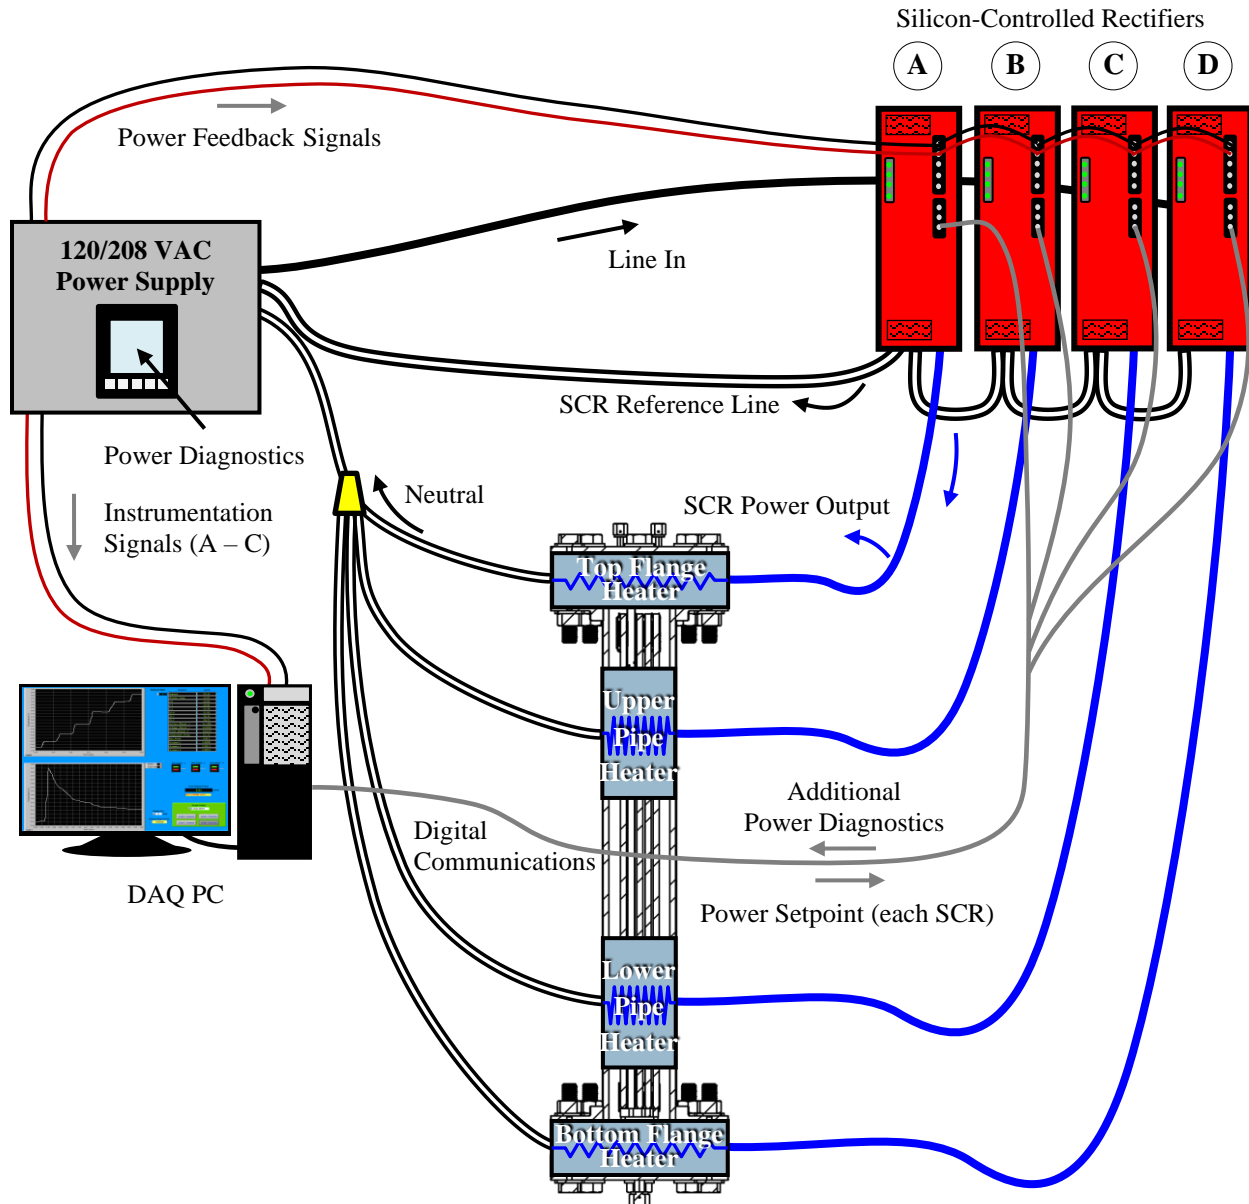 Silicon-Controlled Rectifiers
A B C D
Power Feedback Signals
120/208 VAC
Power Supply
Line In
SCR Reference Line
Power Diagnostics
Neutral
Instrumentation
Signals (A – C)
SCR Power Output
Top Flange
Heater
Upper
Pipe
Heater
Additional
Power Diagnostics
Digital
Communications
DAQ PC
Power Setpoint (each SCR)
Lower
Pipe
Heater
Bottom Flange
Heater